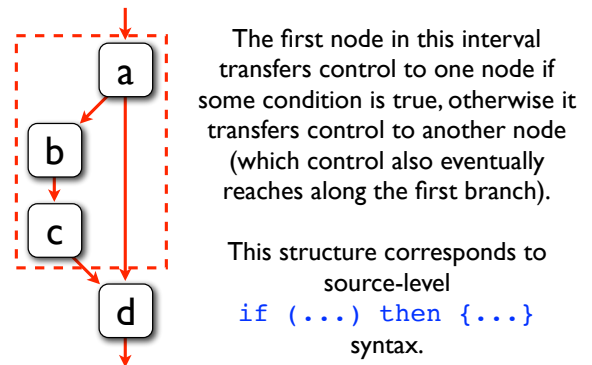 a
b
c
d
The first node in this interval
transfers control to one node if
some condition is true, otherwise it
transfers control to another node
(which control also eventually
reaches along the first branch).
This structure corresponds to
source-level
if (...) then {...}
syntax.